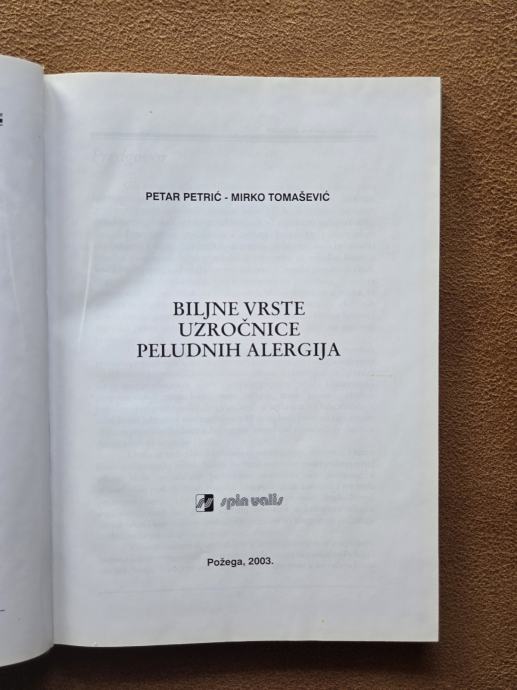 PETAR PETRIĆ - MIRKO TOMAŠEVIĆ
BILJNE VRSTE
UZROČNICE
PELUDNIH ALERGIJA
spin valis
Požega, 2003.